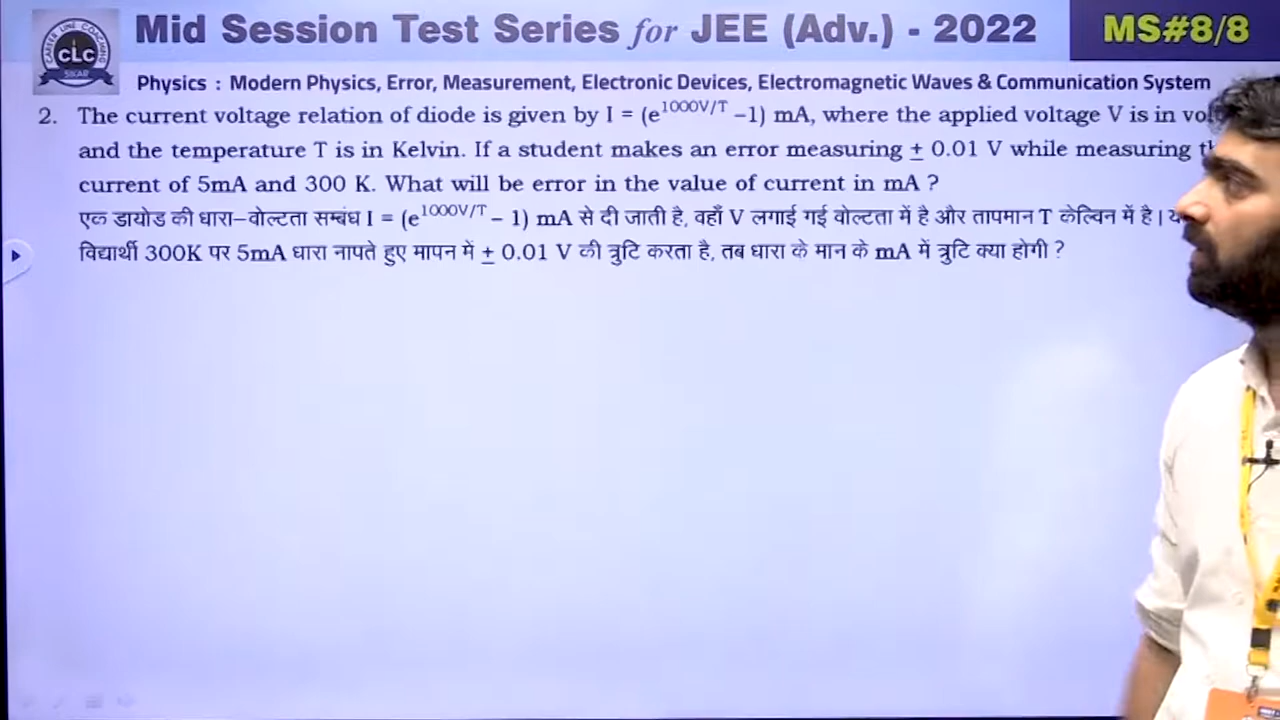 Mid Session Test Series for JEE (Adv.) - 2022
MS#8/8
CAREER LINE COACHING
CLC
SIKAR
Physics : Modern Physics, Error, Measurement, Electronic Devices, Electromagnetic Waves & Communication System
2. The current voltage relation of diode is given by I = (e^1000V/T –1) mA, where the applied voltage V is in
and the temperature T is in Kelvin. If a student makes an error measuring ± 0.01 V while measuring
current of 5mA and 300 K. What will be error in the value of current in mA ?
एक डायोड की धारा–वोल्टता सम्बंध I = (e^1000V/T – 1) mA से दी जाती है, वहाँ V लगाई गई वोल्टता में है और तापमान T केल्विन में है।
विद्यार्थी 300K पर 5mA धारा नापते हुए मापन में ± 0.01 V की त्रुटि करता है, तब धारा के मान के mA में त्रुटि क्या होगी ?